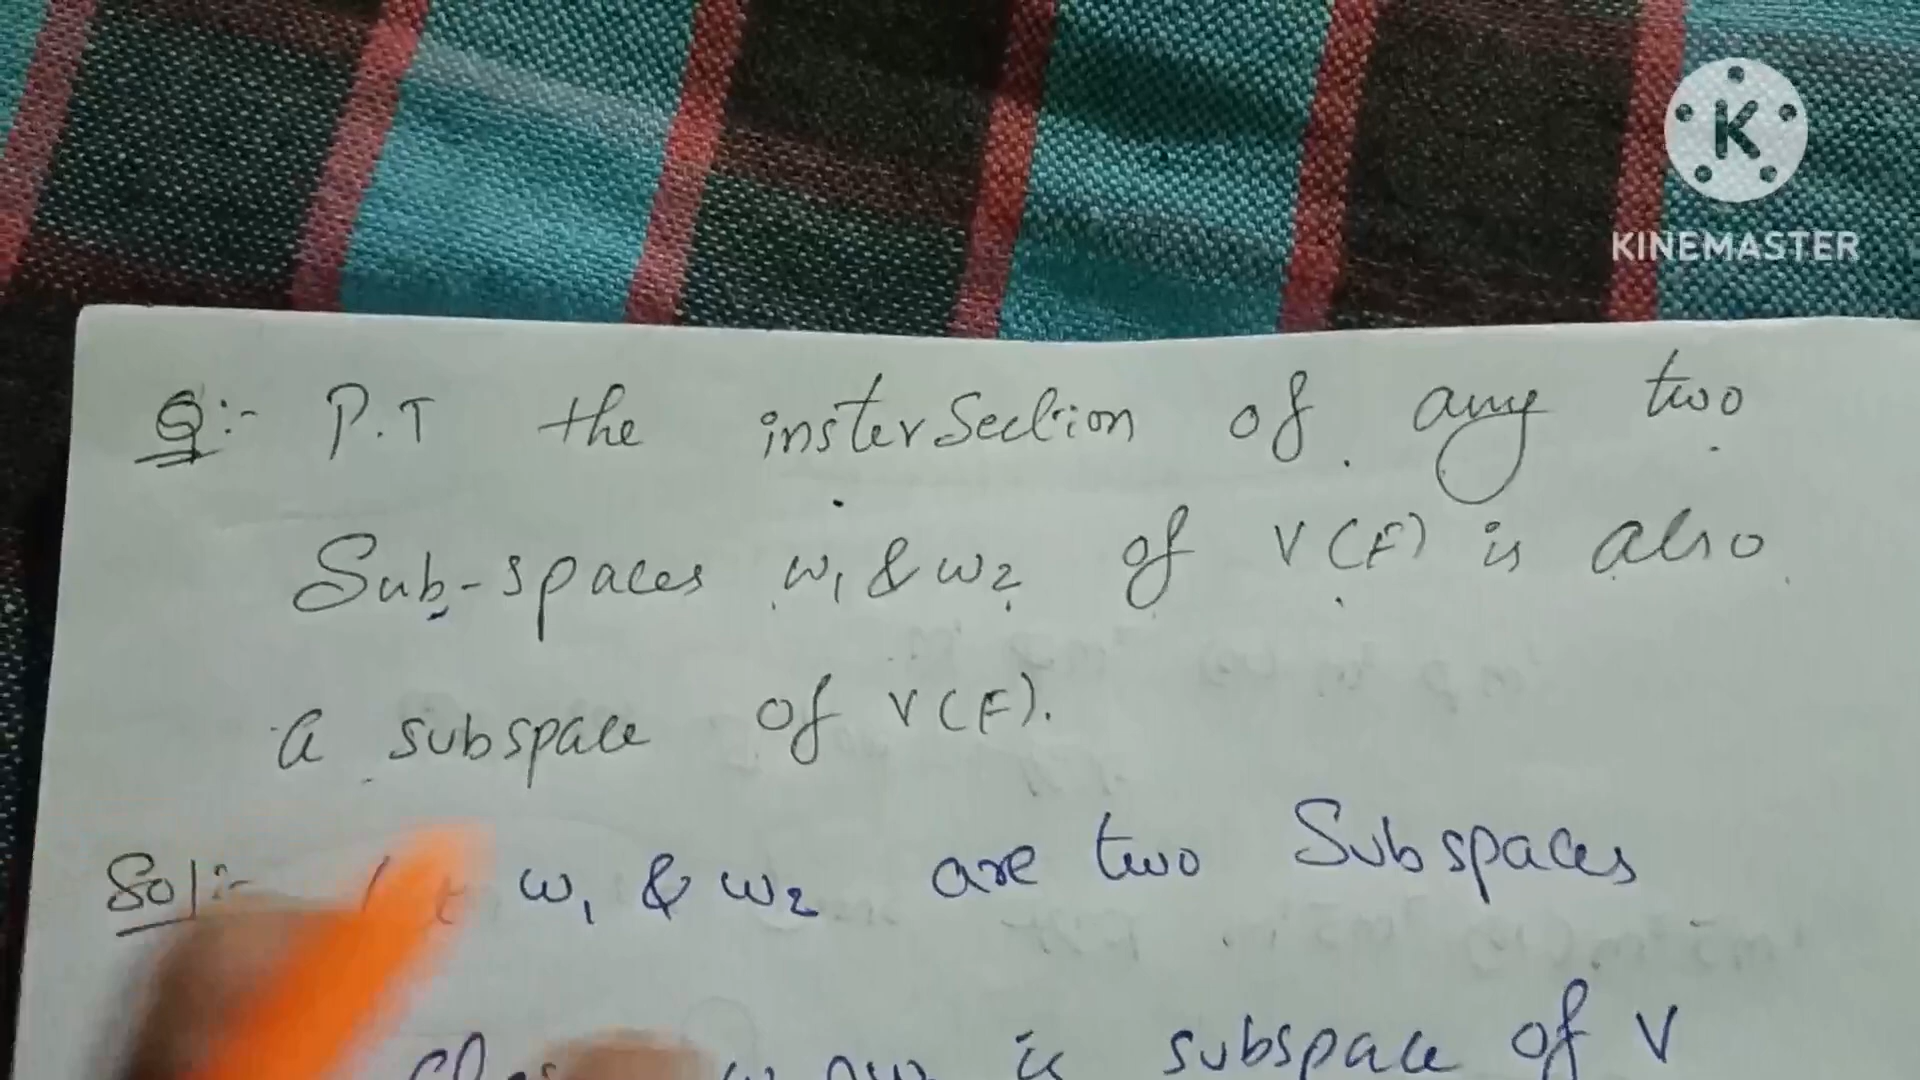 KINEMASTER
Q:- P.T the insterSection of any two
Sub-spaces w₁ & w₂ of V(F) is also
a subspace of V(F).
Sol:- w₁ & w₂ are two Subspaces
is subspace of V